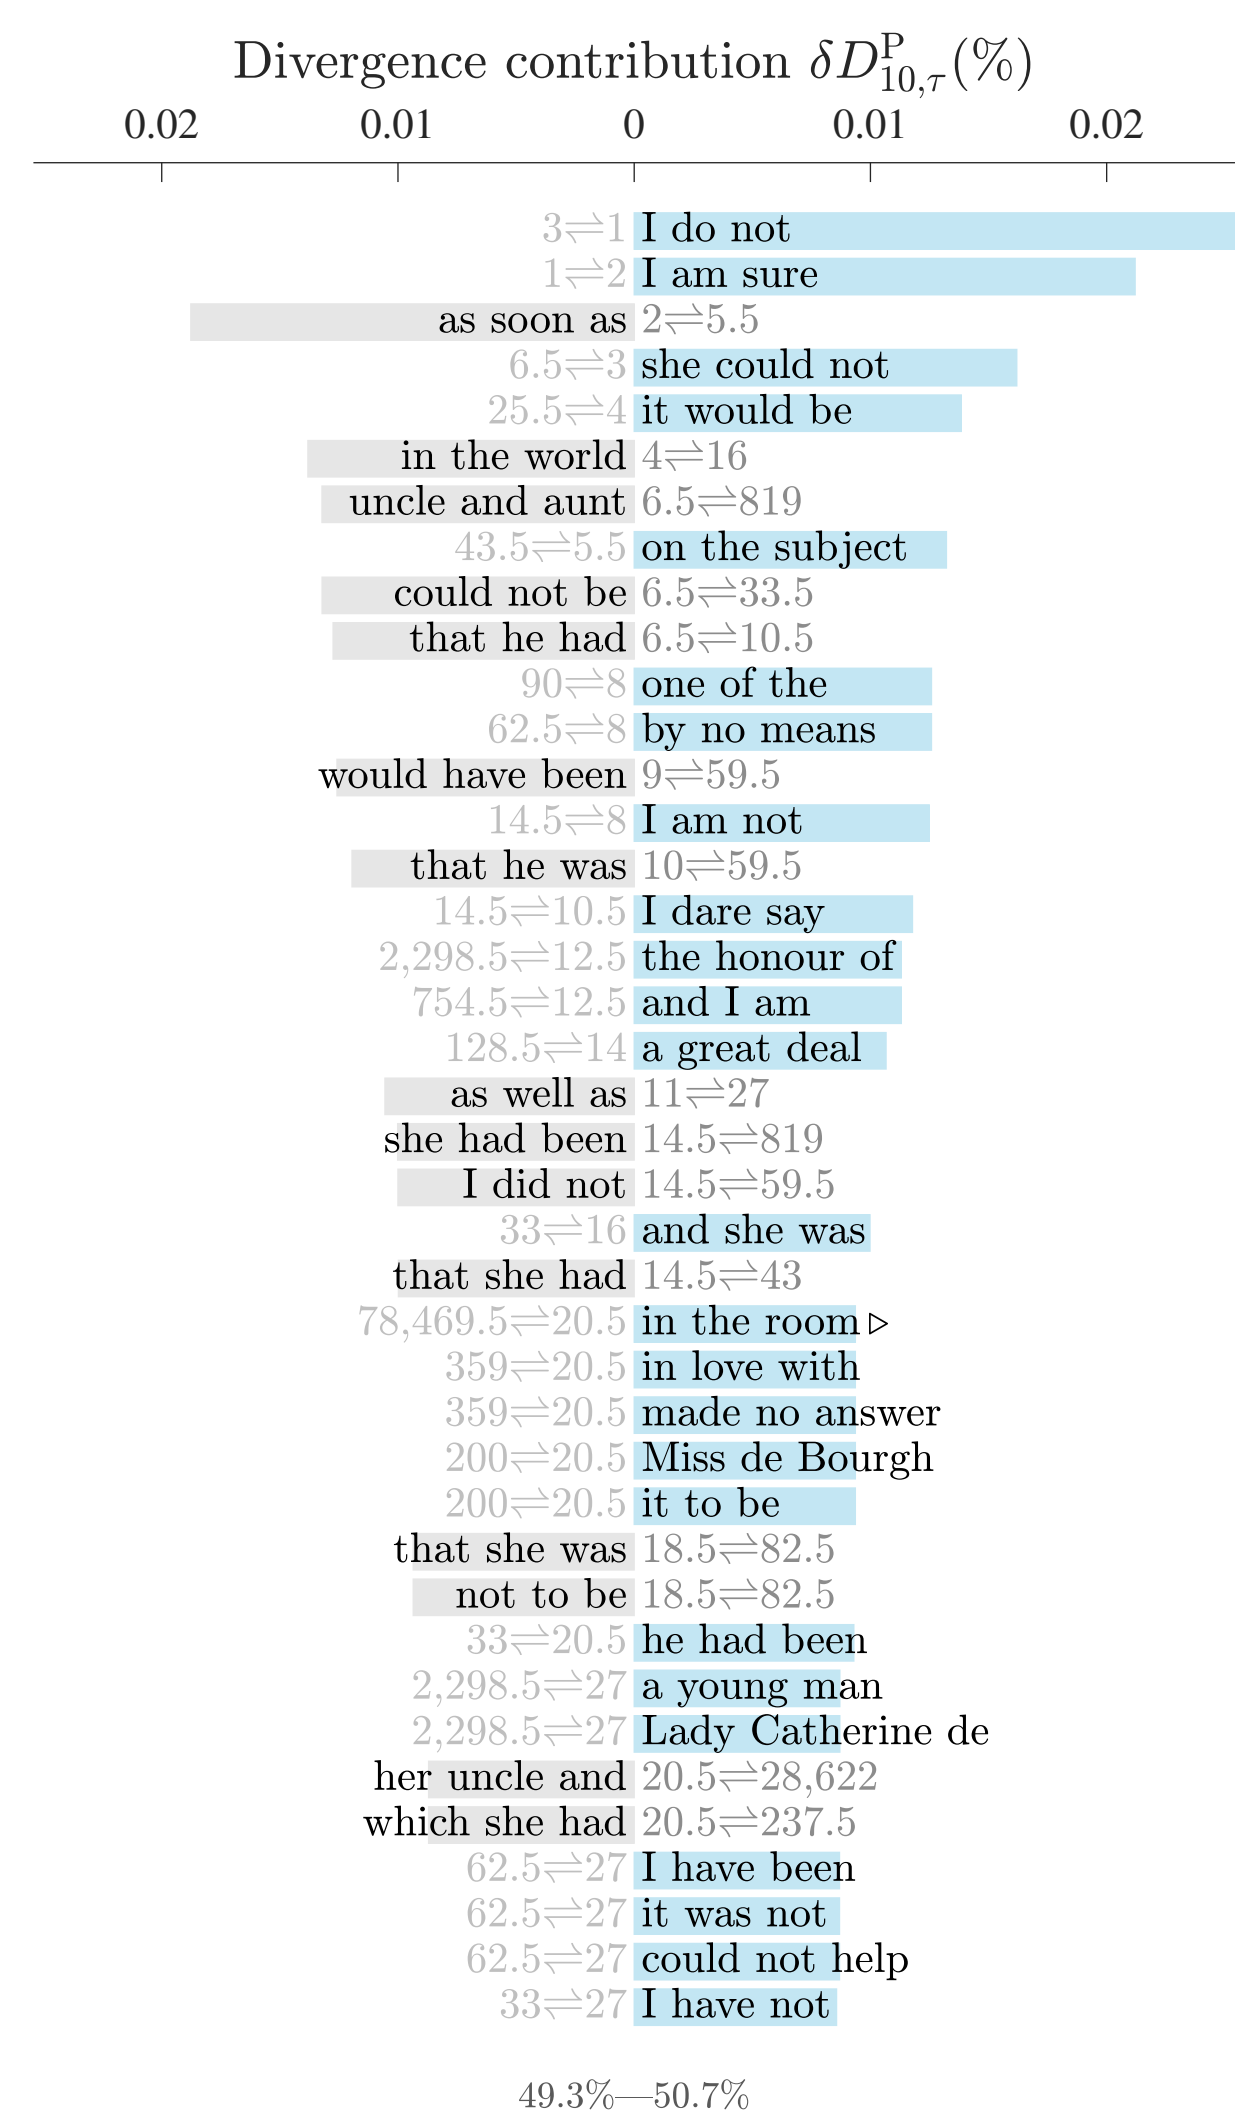 Divergence contribution δD^P_{10,τ}(%)
0.02 0.01 0 0.01 0.02
3⇌1 I do not
1⇌2 I am sure
as soon as 2⇌5.5
6.5⇌3 she could not
25.5⇌4 it would be
in the world 4⇌16
uncle and aunt 6.5⇌819
43.5⇌5.5 on the subject
could not be 6.5⇌33.5
that he had 6.5⇌10.5
90⇌8 one of the
62.5⇌8 by no means
would have been 9⇌59.5
14.5⇌8 I am not
that he was 10⇌59.5
14.5⇌10.5 I dare say
2,298.5⇌12.5 the honour of
754.5⇌12.5 and I am
128.5⇌14 a great deal
as well as 11⇌27
she had been 14.5⇌819
I did not 14.5⇌59.5
33⇌16 and she was
that she had 14.5⇌43
78,469.5⇌20.5 in the room ▷
359⇌20.5 in love with
359⇌20.5 made no answer
200⇌20.5 Miss de Bourgh
200⇌20.5 it to be
that she was 18.5⇌82.5
not to be 18.5⇌82.5
33⇌20.5 he had been
2,298.5⇌27 a young man
2,298.5⇌27 Lady Catherine de
her uncle and 20.5⇌28,622
which she had 20.5⇌237.5
62.5⇌27 I have been
62.5⇌27 it was not
62.5⇌27 could not help
33⇌27 I have not
49.3%—50.7%